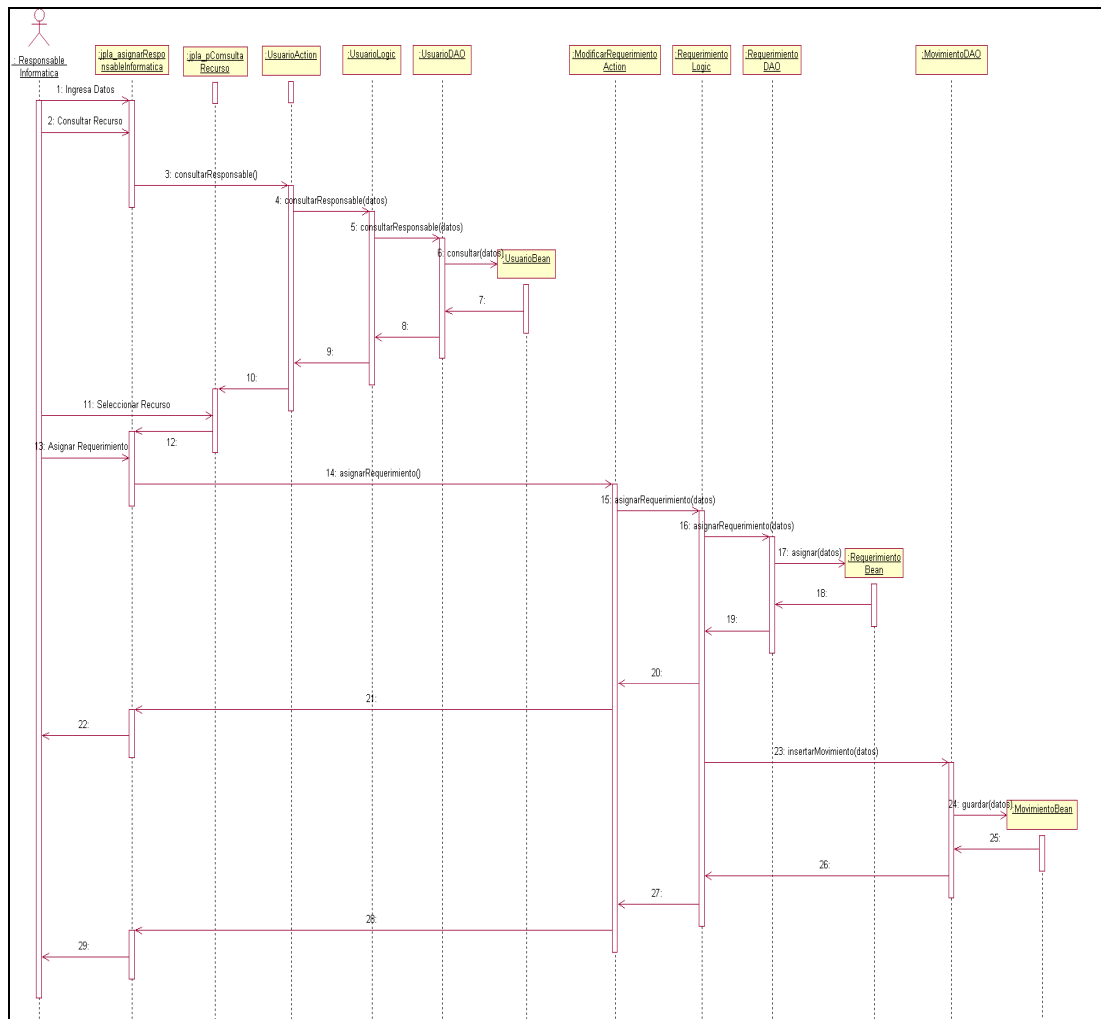 : Responsable
Informatica
:jpla_asignarRespo
nsableInformatica
:jpla_pComsulta
Recurso
:UsuarioAction
:UsuarioLogic
:UsuarioDAO
:ModificarRequerimiento
Action
:Requerimiento
Logic
:Requerimiento
DAO
:MovimientoDAO
1: Ingresa Datos
2: Consultar Recurso
3: consultarResponsable()
4: consultarResponsable(datos)
5: consultarResponsable(datos)
6: consultar(datos)
:UsuarioBean
7:
8:
9:
10:
11: Seleccionar Recurso
12:
13: Asignar Requerimiento
14: asignarRequerimiento()
15: asignarRequerimiento(datos)
16: asignarRequerimiento(datos)
17: asignar(datos)
:Requerimiento
Bean
18:
19:
20:
21:
22:
23: insertarMovimiento(datos)
24: guardar(datos)
:MovimientoBean
25:
26:
27:
28:
29: